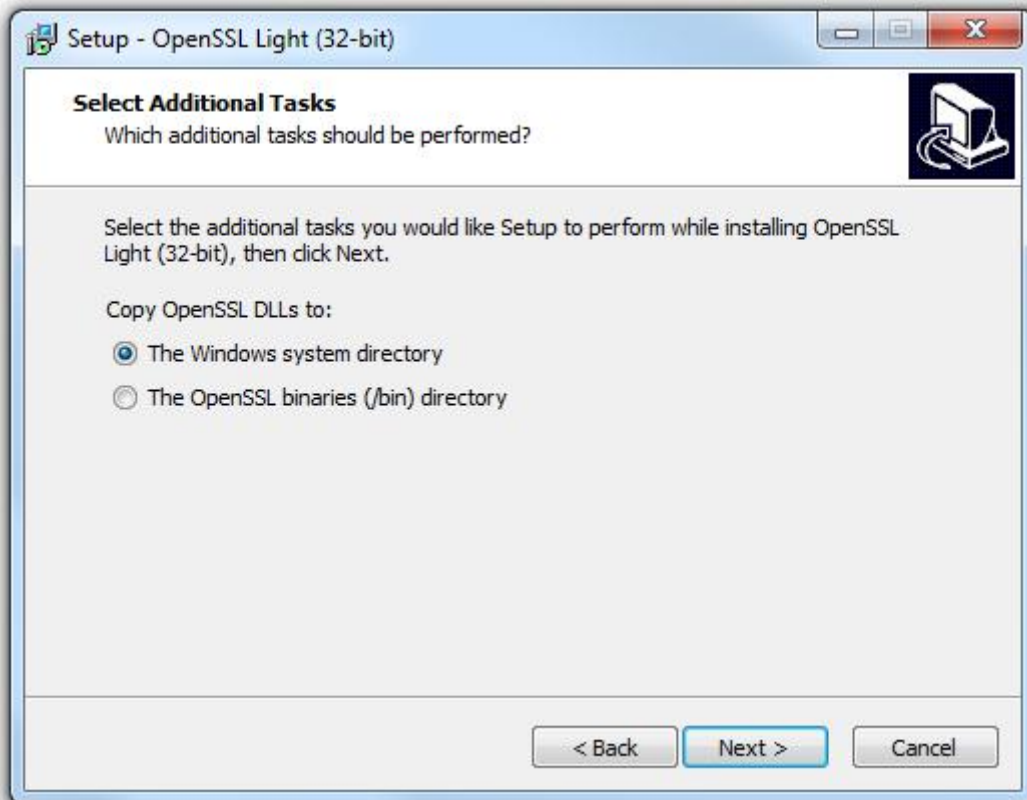 Setup - OpenSSL Light (32-bit)
Select Additional Tasks
Which additional tasks should be performed?
Select the additional tasks you would like Setup to perform while installing OpenSSL
Light (32-bit), then click Next.
Copy OpenSSL DLLs to:
The Windows system directory
The OpenSSL binaries (/bin) directory
< Back
Next >
Cancel